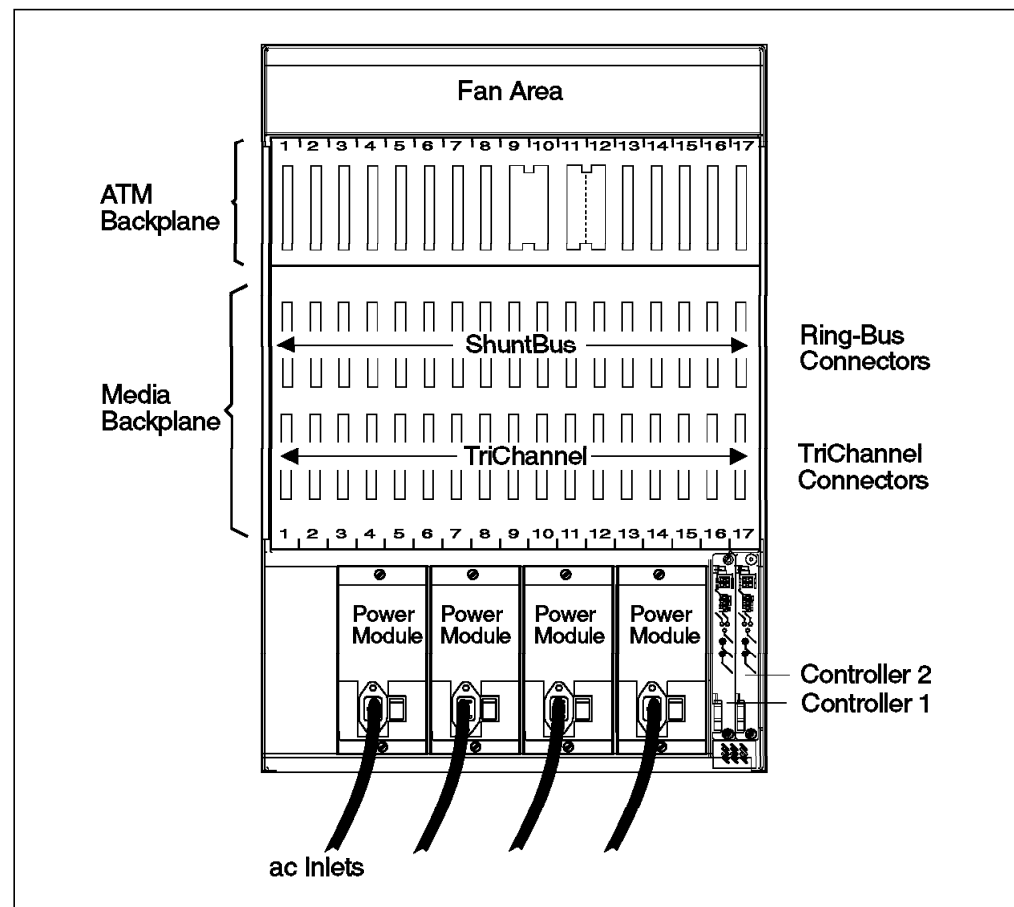 Fan Area
1 2 3 4 5 6 7 8 9 10 11 12 13 14 15 16 17
ATM
Backplane
ShuntBus
Ring-Bus
Connectors
Media
Backplane
TriChannel
TriChannel
Connectors
1 2 3 4 5 6 7 8 9 10 11 12 13 14 15 16 17
Power
Module
Power
Module
Power
Module
Power
Module
Controller 2
Controller 1
ac Inlets